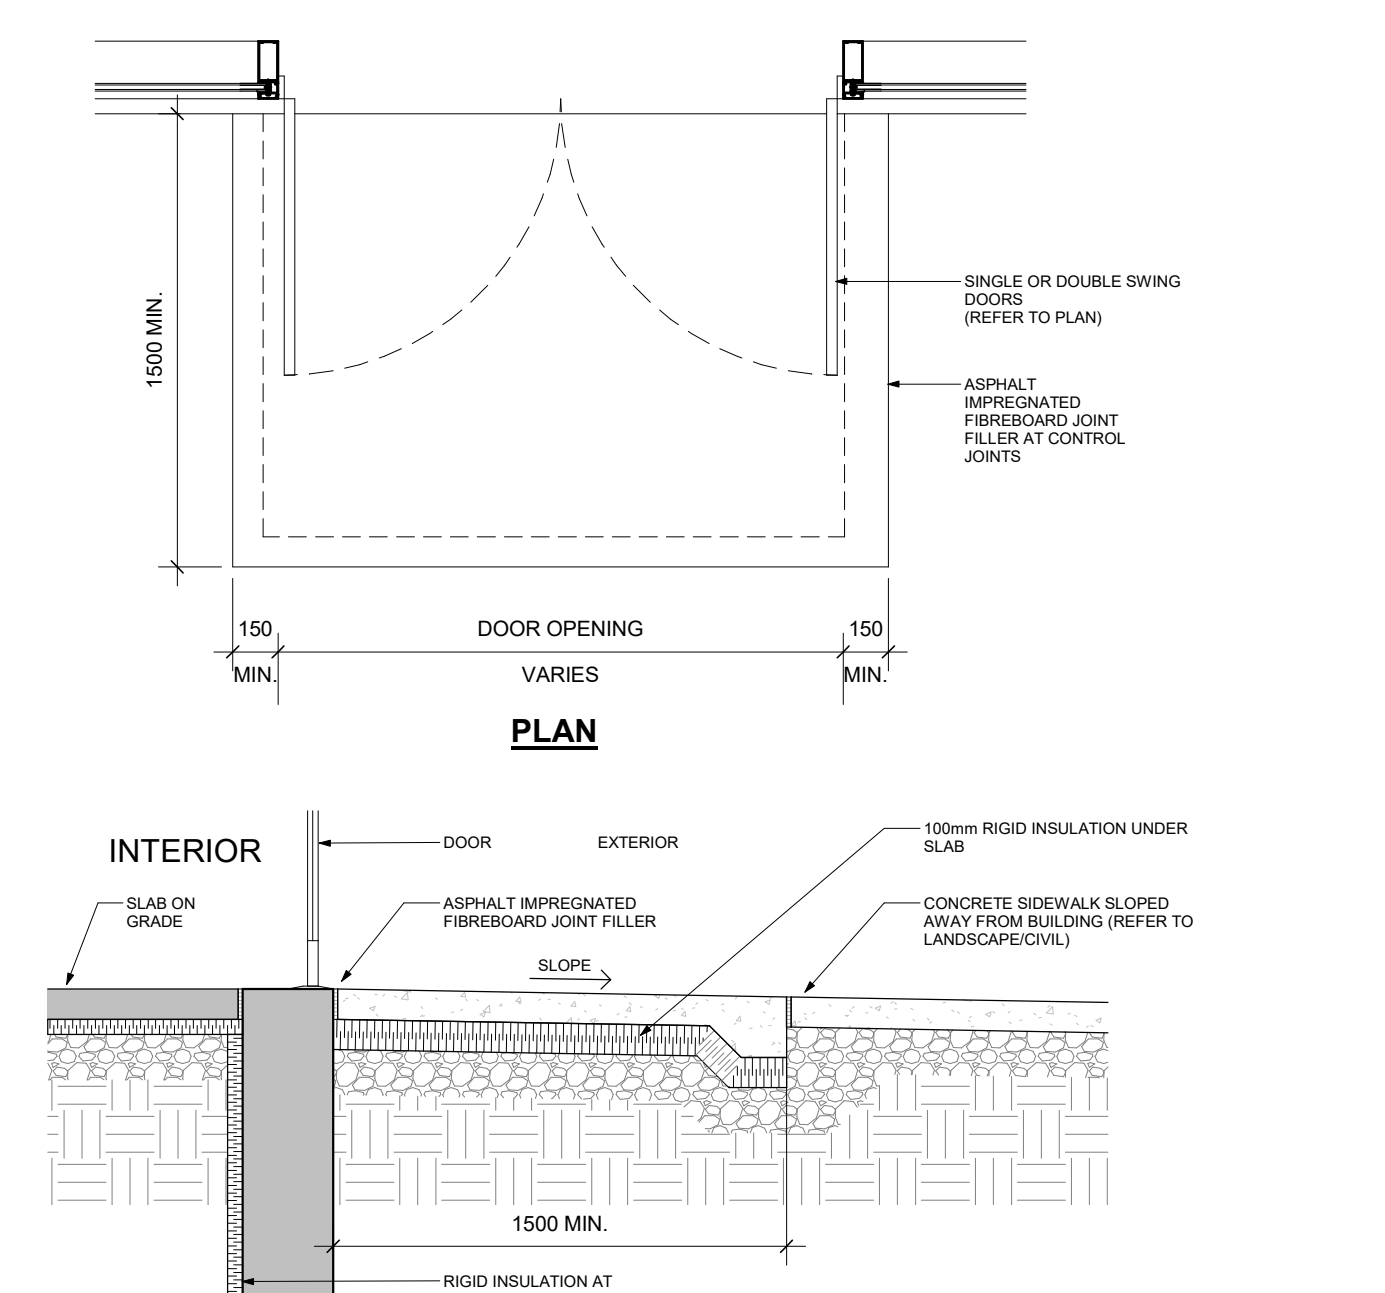 SINGLE OR DOUBLE SWING
DOORS
(REFER TO PLAN)
1500 MIN.
ASPHALT
IMPREGNATED
FIBREBOARD JOINT
FILLER AT CONTROL
JOINTS
150
MIN.
DOOR OPENING
VARIES
150
MIN.
PLAN
INTERIOR
DOOR
EXTERIOR
100mm RIGID INSULATION UNDER
SLAB
SLAB ON
GRADE
ASPHALT IMPREGNATED
FIBREBOARD JOINT FILLER
CONCRETE SIDEWALK SLOPED
AWAY FROM BUILDING (REFER TO
LANDSCAPE/CIVIL)
SLOPE
1500 MIN.
RIGID INSULATION AT